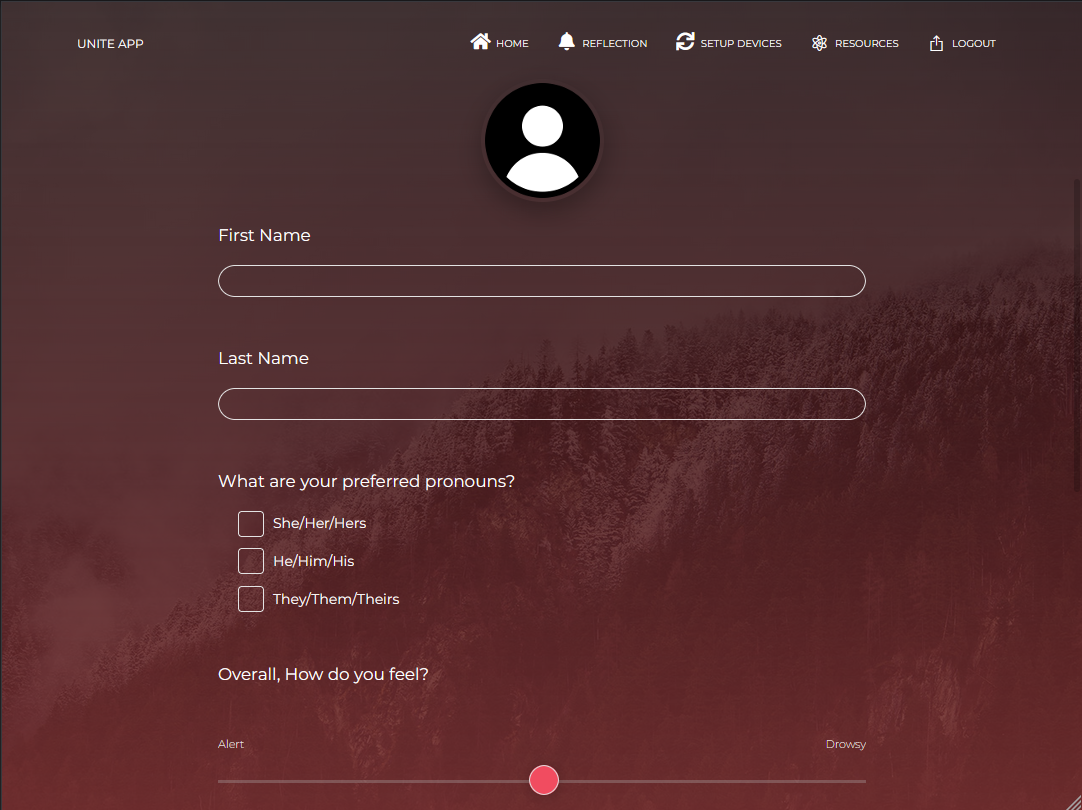 UNITE APP
HOME
REFLECTION
SETUP DEVICES
RESOURCES
LOGOUT
First Name
Last Name
What are your preferred pronouns?
She/Her/Hers
He/Him/His
They/Them/Theirs
Overall, How do you feel?
Alert
Drowsy